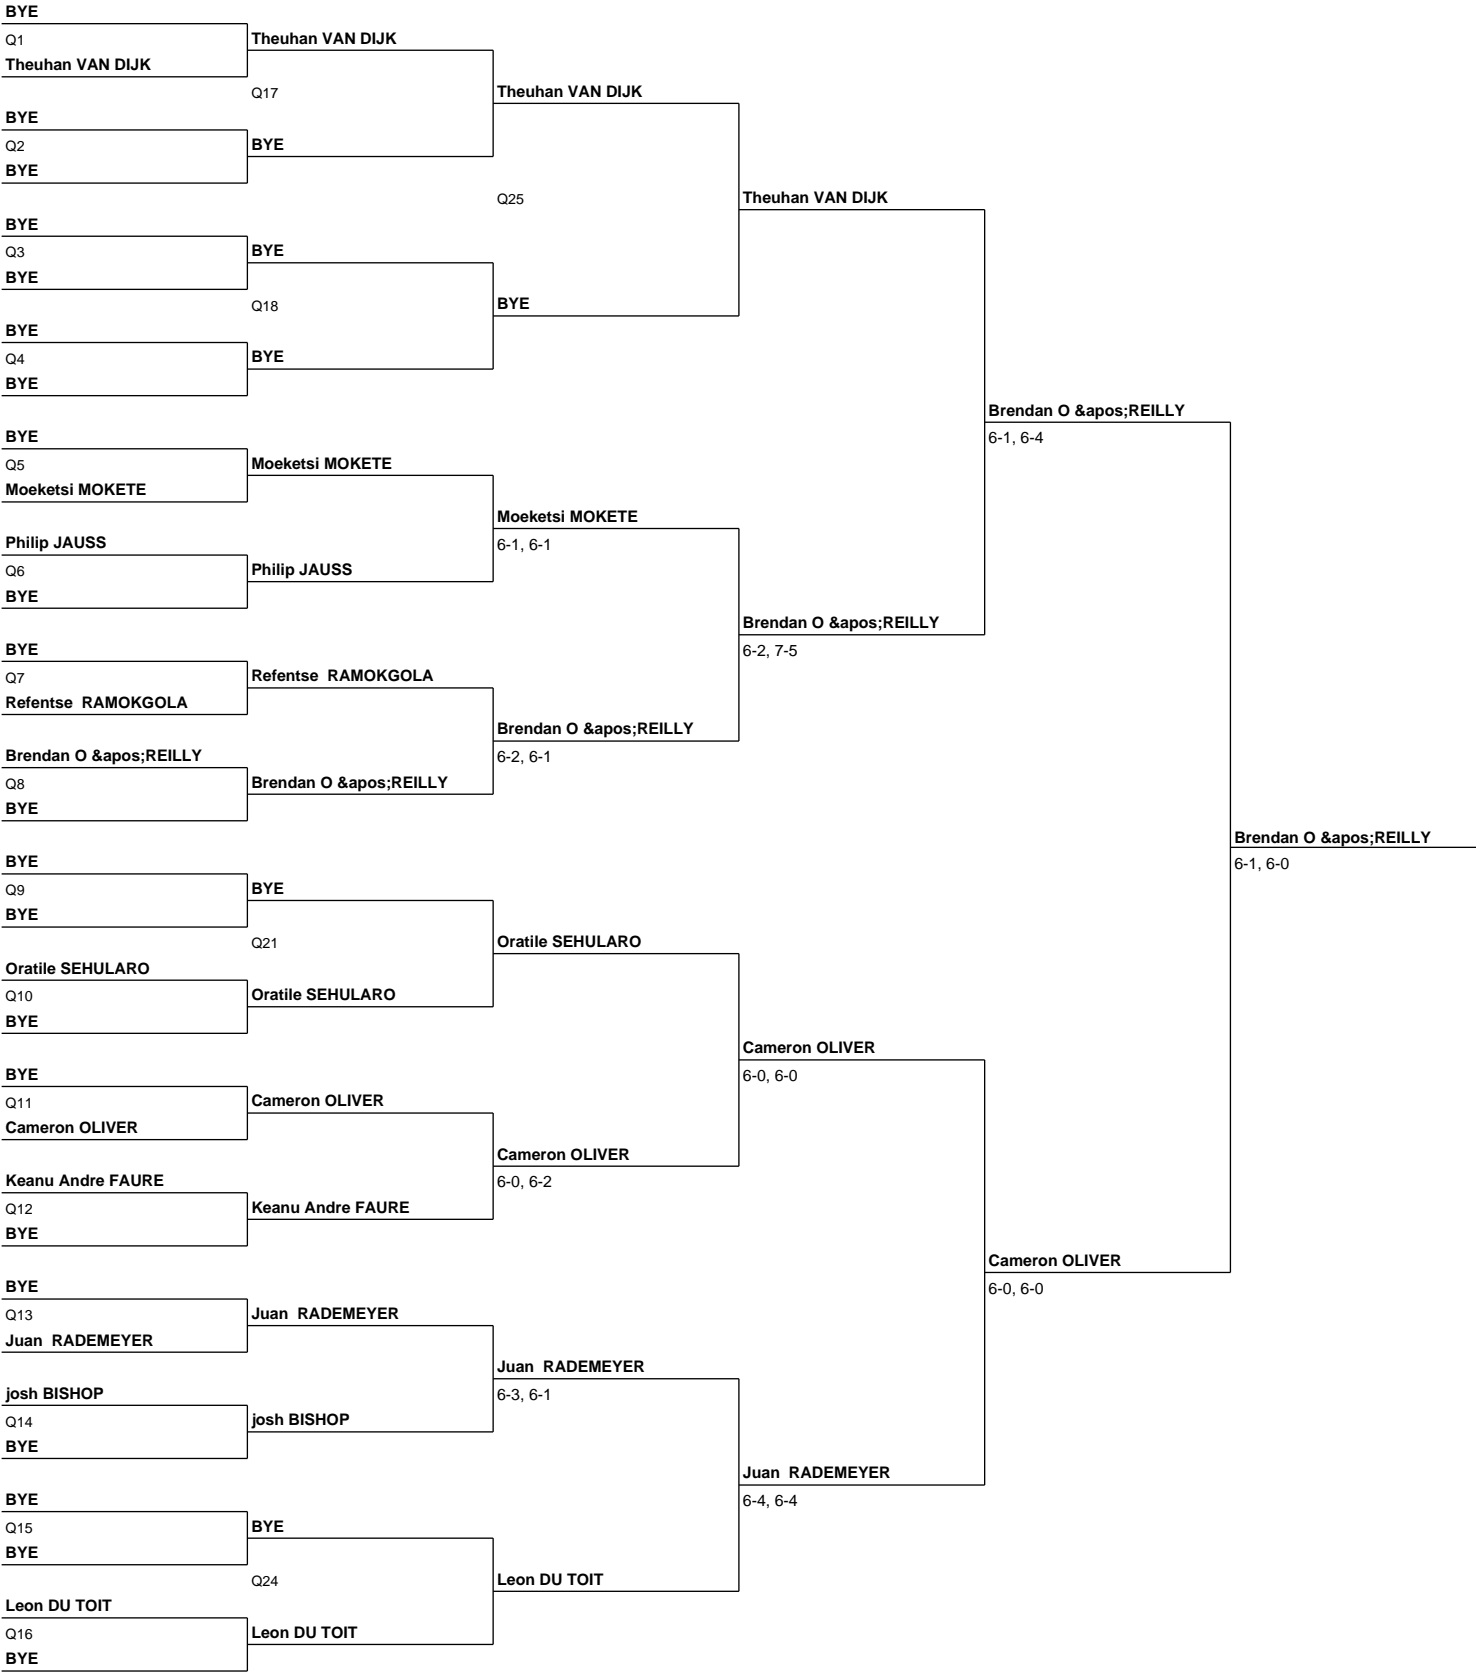 BYE
Q1
Theuhan VAN DIJK
BYE
Q2
BYE
BYE
Q3
BYE
BYE
Q4
BYE
BYE
Q5
Moeketsi MOKETE
Philip JAUSS
Q6
BYE
BYE
Q7
Refentse  RAMOKGOLA
Brendan O &apos;REILLY
Q8
BYE
BYE
Q9
BYE
Oratile SEHULARO
Q10
BYE
BYE
Q11
Cameron OLIVER
Keanu Andre FAURE
Q12
BYE
BYE
Q13
Juan  RADEMEYER
josh BISHOP
Q14
BYE
BYE
Q15
BYE
Leon DU TOIT
Q16
BYE
Theuhan VAN DIJK
Q17
BYE
BYE
Q18
BYE
Moeketsi MOKETE
Philip JAUSS
Refentse  RAMOKGOLA
Brendan O &apos;REILLY
BYE
Q21
Oratile SEHULARO
Cameron OLIVER
Keanu Andre FAURE
Juan  RADEMEYER
josh BISHOP
BYE
Q24
Leon DU TOIT
Theuhan VAN DIJK
Q25
BYE
Moeketsi MOKETE
6-1, 6-1
Brendan O &apos;REILLY
6-2, 6-1
Oratile SEHULARO
Cameron OLIVER
6-0, 6-2
Juan  RADEMEYER
6-3, 6-1
Leon DU TOIT
Theuhan VAN DIJK
Brendan O &apos;REILLY
6-2, 7-5
Cameron OLIVER
6-0, 6-0
Juan  RADEMEYER
6-4, 6-4
Brendan O &apos;REILLY
6-1, 6-4
Cameron OLIVER
6-0, 6-0
Brendan O &apos;REILLY
6-1, 6-0